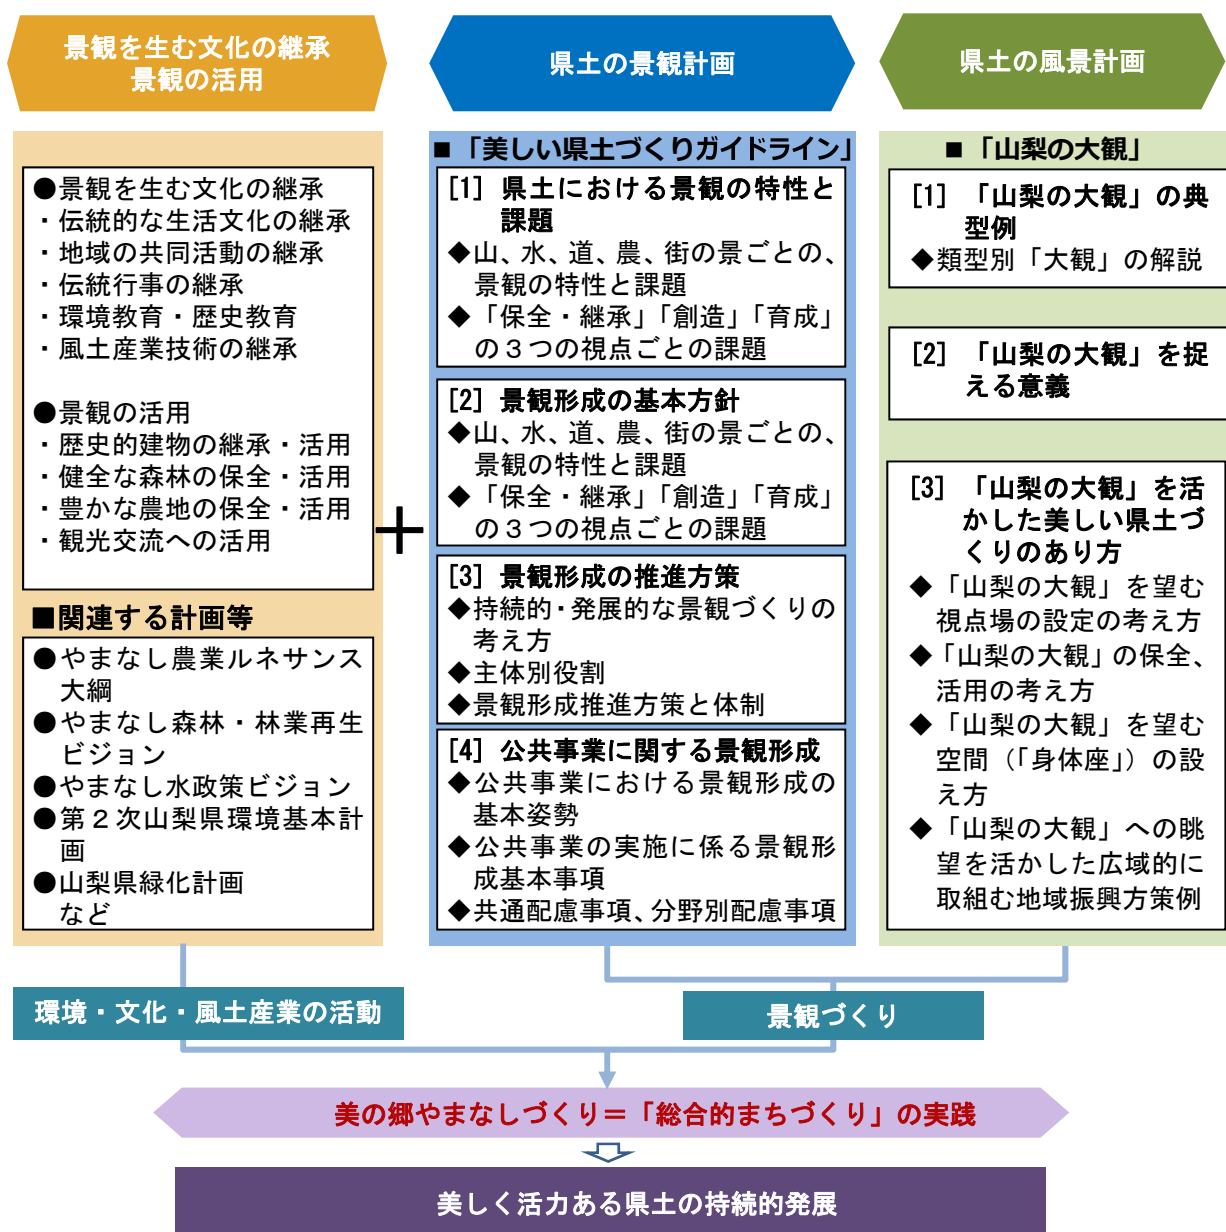 景観を生む文化の継承
景観の活用
●景観を生む文化の継承
・伝統的な生活文化の継承
・地域の共同活動の継承
・伝統行事の継承
・環境教育・歴史教育
・風土産業技術の継承
●景観の活用
・歴史的建物の継承・活用
・健全な森林の保全・活用
・豊かな農地の保全・活用
・観光交流への活用
■関連する計画等
●やまなし農業ルネサンス
大綱
●やまなし森林・林業再生
ビジョン
●やまなし水政策ビジョン
●第２次山梨県環境基本計
画
●山梨県緑化計画
など
＋
県土の景観計画
■「美しい県土づくりガイドライン」
[1] 県土における景観の特性と
課題
◆山、水、道、農、街の景ごとの、
景観の特性と課題
◆「保全・継承」「創造」「育成」
の３つの視点ごとの課題
[2] 景観形成の基本方針
◆山、水、道、農、街の景ごとの、
景観の特性と課題
◆「保全・継承」「創造」「育成」
の３つの視点ごとの課題
[3] 景観形成の推進方策
◆持続的・発展的な景観づくりの
考え方
◆主体別役割
◆景観形成推進方策と体制
[4] 公共事業に関する景観形成
◆公共事業における景観形成の
基本姿勢
◆公共事業の実施に係る景観形
成基本事項
◆共通配慮事項、分野別配慮事項
県土の風景計画
■「山梨の大観」
[1] 「山梨の大観」の典
型例
◆類型別「大観」の解説
[2] 「山梨の大観」を捉
える意義
[3] 「山梨の大観」を活
かした美しい県土づ
くりのあり方
◆「山梨の大観」を望む
視点場の設定の考え方
◆「山梨の大観」の保全、
活用の考え方
◆「山梨の大観」を望む
空間（「身体座」）の設
え方
◆「山梨の大観」への眺
望を活かした広域的に
取組む地域振興方策例
環境・文化・風土産業の活動
景観づくり
美の郷やまなしづくり＝「総合的まちづくり」の実践
美しく活力ある県土の持続的発展